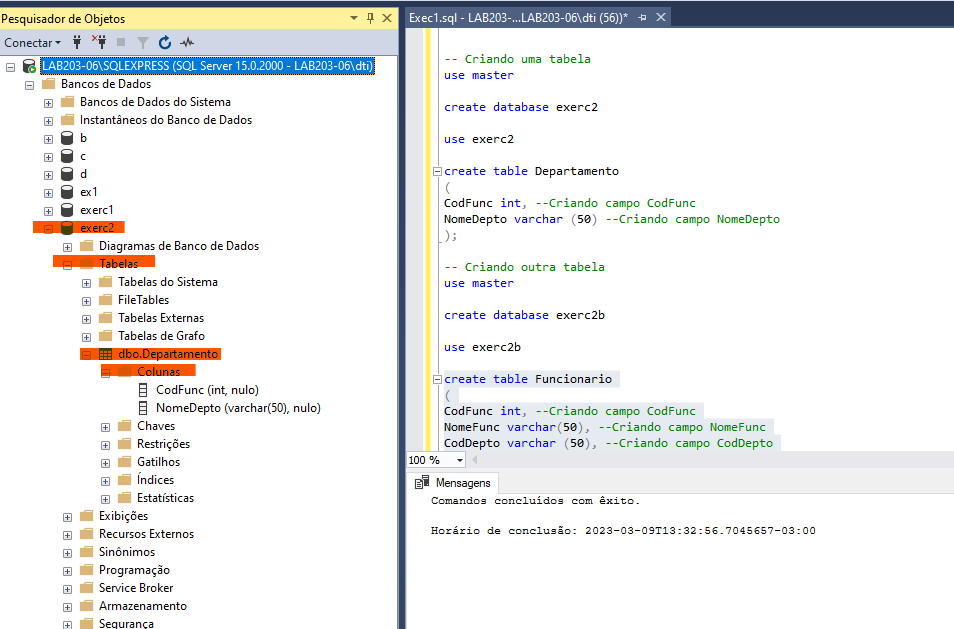 Pesquisador de Objetos
Conectar
LAB203-06\SQLEXPRESS (SQL Server 15.0.2000 - LAB203-06\dti)
Bancos de Dados
Bancos de Dados do Sistema
Instantâneos do Banco de Dados
b
c
d
ex1
exerc1
exerc2
Diagramas de Banco de Dados
Tabelas
Tabelas do Sistema
FileTables
Tabelas Externas
Tabelas de Grafo
dbo.Departamento
Colunas
CodFunc (int, nulo)
NomeDepto (varchar(50), nulo)
Chaves
Restrições
Gatilhos
Índices
Estatísticas
Exibições
Recursos Externos
Sinônimos
Programação
Service Broker
Armazenamento
Segurança
Exec1.sql - LAB203-...LAB203-06\dti (56))*
-- Criando uma tabela
use master
create database exerc2
use exerc2
create table Departamento
(
CodFunc int, --Criando campo CodFunc
NomeDepto varchar (50) --Criando campo NomeDepto
);
-- Criando outra tabela
use master
create database exerc2b
use exerc2b
create table Funcionario
(
CodFunc int, --Criando campo CodFunc
NomeFunc varchar(50), --Criando campo NomeFunc
CodDepto varchar (50), --Criando campo CodDepto
100 %
Mensagens
Comandos concluídos com êxito.
Horário de conclusão: 2023-03-09T13:32:56.7045657-03:00